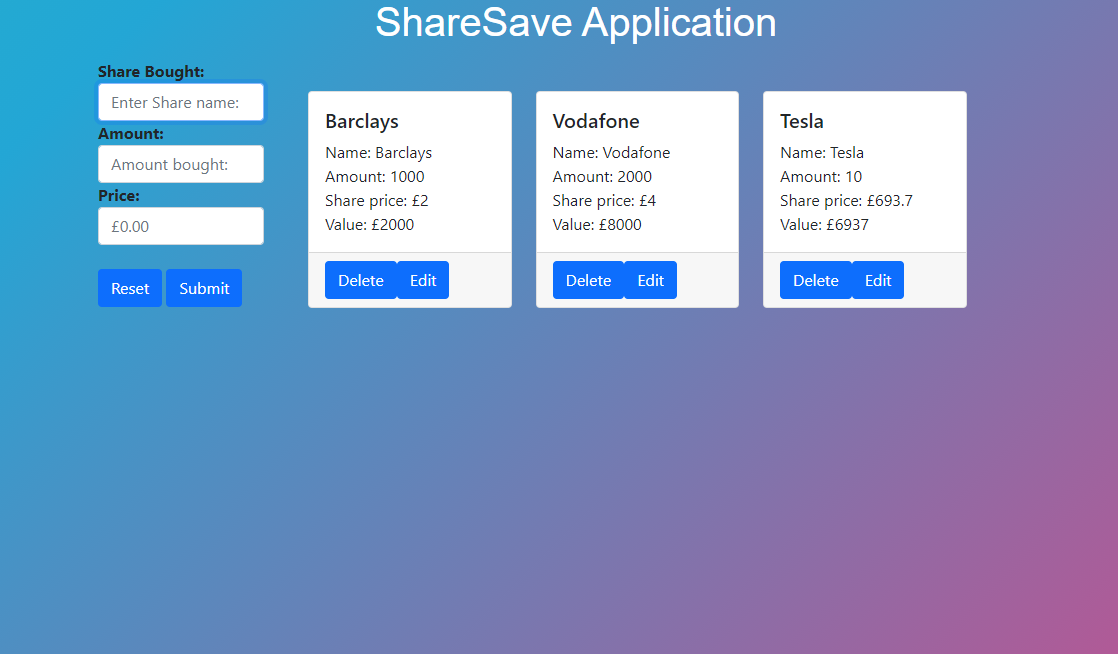 ShareSave Application
Share Bought:
Enter Share name:
Amount:
Amount bought:
Price:
£0.00
Reset Submit
Barclays
Name: Barclays
Amount: 1000
Share price: £2
Value: £2000
Delete Edit
Vodafone
Name: Vodafone
Amount: 2000
Share price: £4
Value: £8000
Delete Edit
Tesla
Name: Tesla
Amount: 10
Share price: £693.7
Value: £6937
Delete Edit